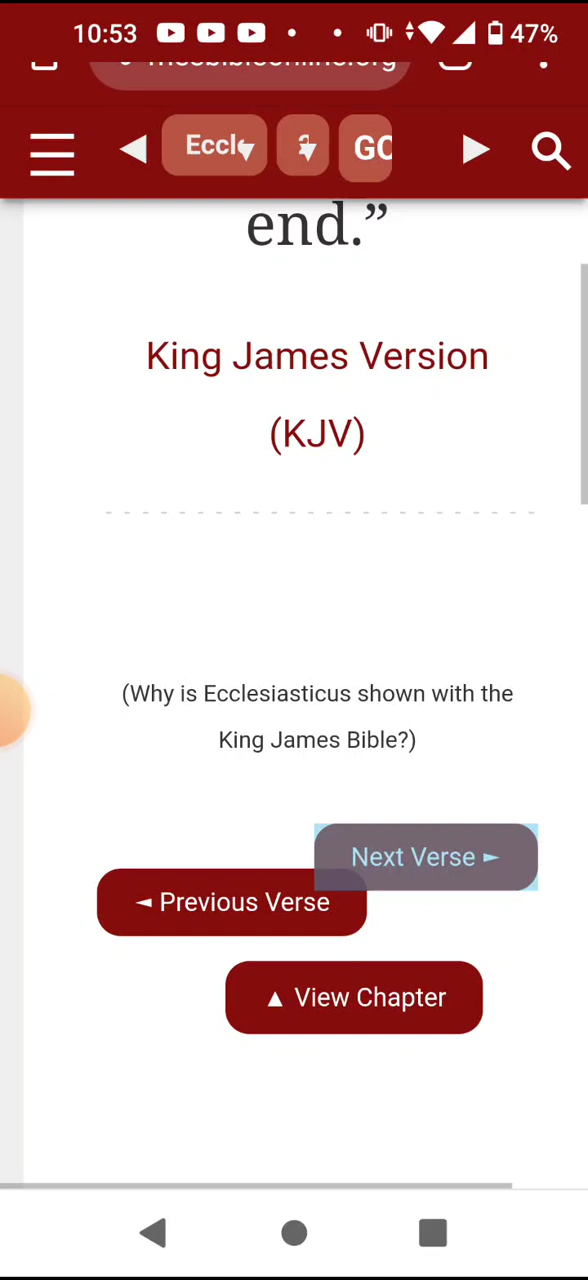 10:53 47%
Eccl GO
end.”
King James Version
(KJV)
(Why is Ecclesiasticus shown with the
King James Bible?)
Next Verse ►
◄ Previous Verse
▲ View Chapter